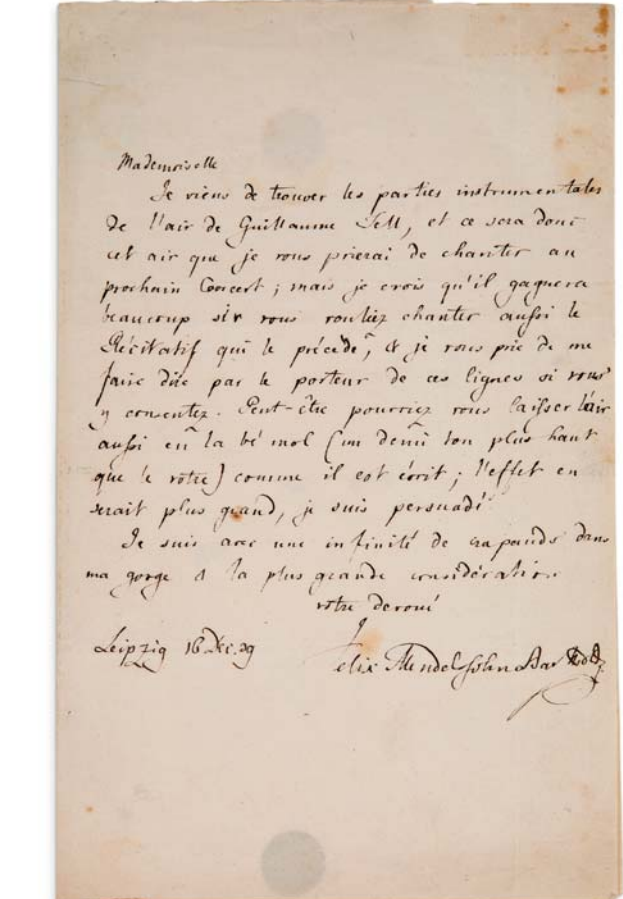 Mademoiselle
Je viens de trouver les parties instrumentales
de l'air de Guillaume Tell, et ce sera donc
cet air que je vous prierai de chanter au
prochain Concert; mais je crois qu'il gagnera
beaucoup si vous vouliez chanter aussi le
Récitatif qui le précède, & je vous prie de me
faire dire par le porteur de ces lignes si vous
y consentez. Peut-être pourriez vous laisser l'air
aussi en la bé mol (un demi ton plus haut
que le vôtre) comme il est écrit; l'effet en
serait plus grand, je suis persuadé.
Je suis avec une infinité de crapauds dans
ma gorge & la plus grande considération
votre devoué
Leipzig 16 Dec. 39
Felix Mendelssohn Bartholdy